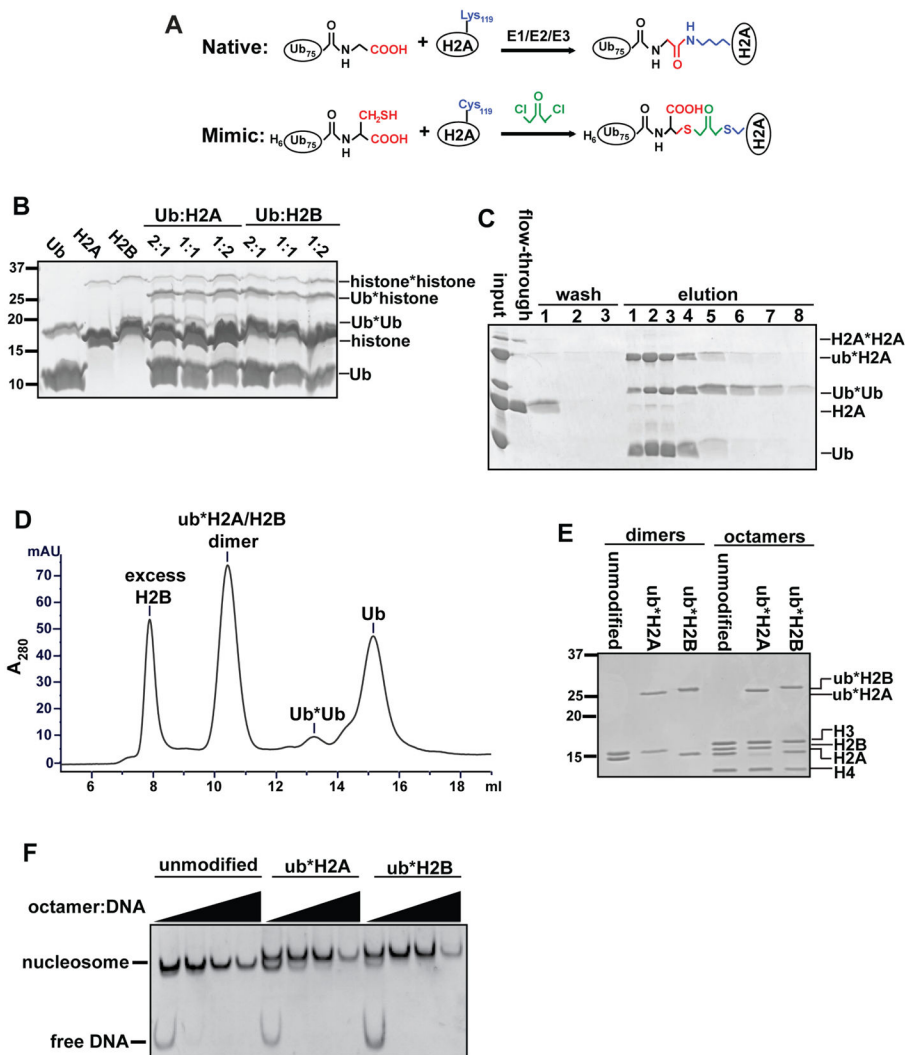 A
Native:
Ub75
O
N
H
COOH
+
Lys119
H2A
E1/E2/E3
Ub75
O
N
H
O
H
N
H2A
Mimic:
H6
Ub75
O
N
H
CH2SH
COOH
+
Cys119
H2A
O
Cl Cl
H6
Ub75
O
N
H
COOH
S
O
S
H2A
B
Ub:H2A Ub:H2B
Ub H2A H2B 2:1 1:1 1:2 2:1 1:1 1:2
37
25
20
15
10
histone*histone
Ub*histone
Ub*Ub
histone
Ub
C
input flow-through wash elution
1 2 3 1 2 3 4 5 6 7 8
H2A*H2A
ub*H2A
Ub*Ub
H2A
Ub
D
mAU
A280
70
60
50
40
30
20
10
0
excess
H2B
ub*H2A/H2B
dimer
Ub*Ub
Ub
6 8 10 12 14 16 18 ml
E
dimers octamers
unmodified ub*H2A ub*H2B unmodified ub*H2A ub*H2B
37
25
20
15
ub*H2B
ub*H2A
H3
H2B
H2A
H4
F
unmodified ub*H2A ub*H2B
octamer:DNA
nucleosome
free DNA